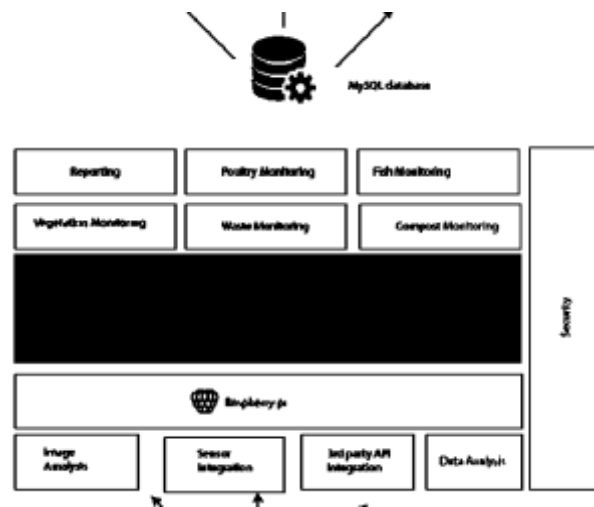 MySQL database
Reporting
Poultry Monitoring
Fish Monitoring
Vegetation Monitoring
Waste Monitoring
Compost Monitoring
Security
Raspberry pi
Image
Analysis
Sensor
Integration
3rd party API
Integration
Data Analysis